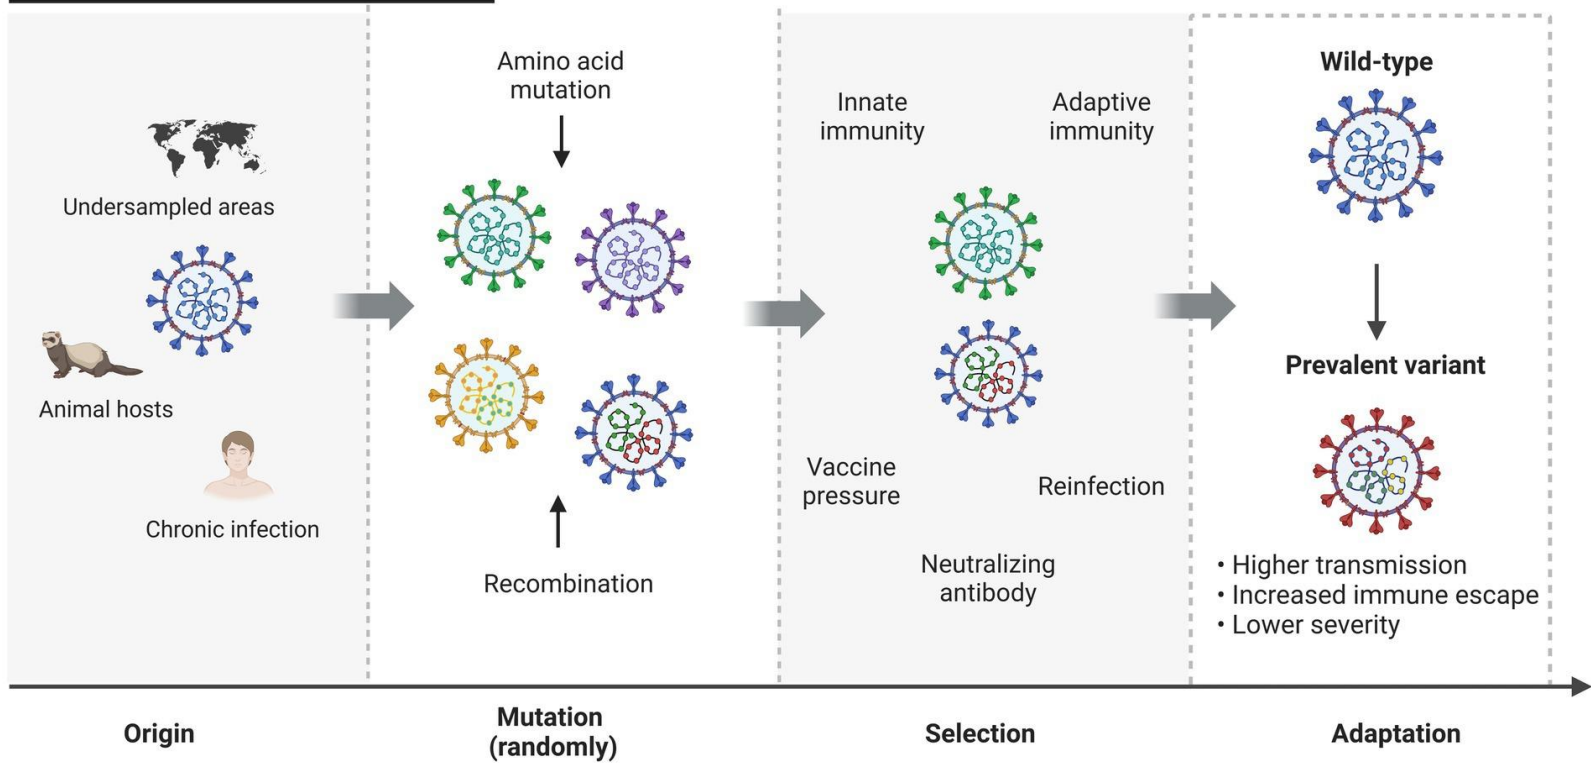 Undersampled areas
Animal hosts
Chronic infection
Amino acid
mutation
Recombination
Innate
immunity
Adaptive
immunity
Vaccine
pressure
Reinfection
Neutralizing
antibody
Wild-type
Prevalent variant
• Higher transmission
• Increased immune escape
• Lower severity
Origin
Mutation
(randomly)
Selection
Adaptation